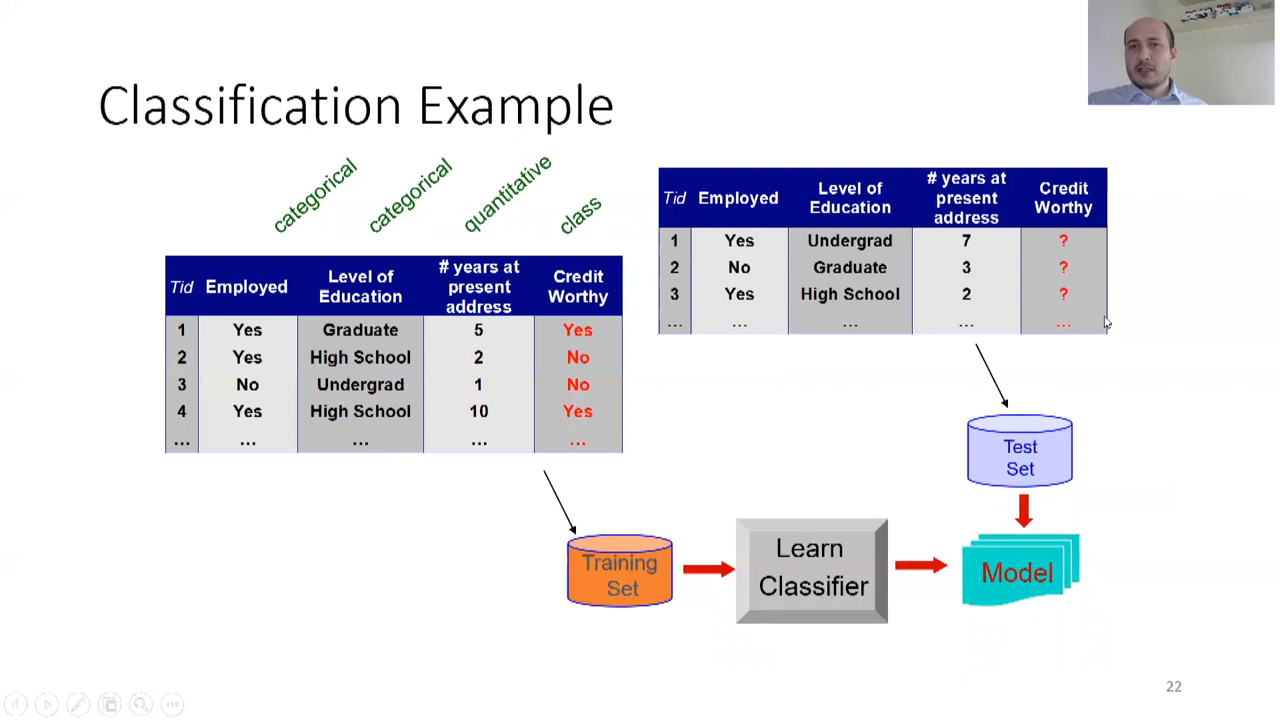 Classification Example
categorical
categorical
quantitative
class
Tid Employed Level of Education # years at present address Credit Worthy
1 Yes Graduate 5 Yes
2 Yes High School 2 No
3 No Undergrad 1 No
4 Yes High School 10 Yes
... ... ... ... ...
Tid Employed Level of Education # years at present address Credit Worthy
1 Yes Undergrad 7 ?
2 No Graduate 3 ?
3 Yes High School 2 ?
... ... ... ... ...
Test
Set
Training
Set
Learn
Classifier
Model
22